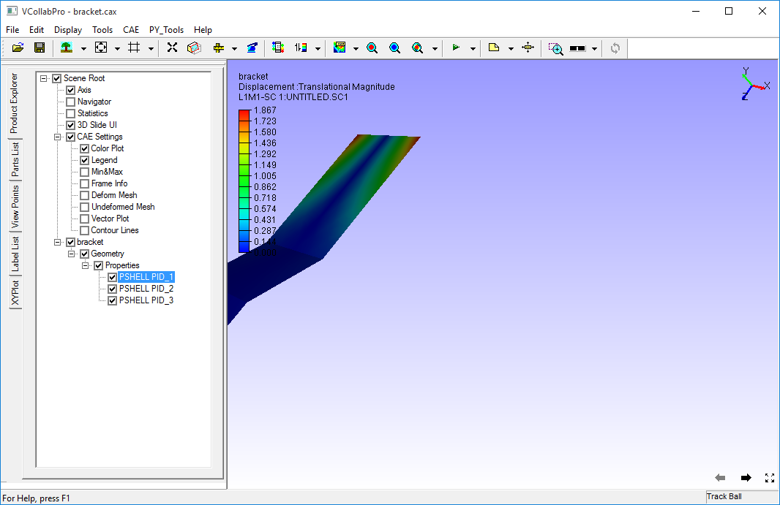 VCollabPro - bracket.cax
File Edit Display Tools CAE PY_Tools Help
Product Explorer
Parts List
View Points
Label List
XYPlot
Scene Root
Axis
Navigator
Statistics
3D Slide UI
CAE Settings
Color Plot
Legend
Min&Max
Frame Info
Deform Mesh
Undeformed Mesh
Vector Plot
Contour Lines
bracket
Geometry
Properties
PSHELL PID_1
PSHELL PID_2
PSHELL PID_3
bracket
Displacement :Translational Magnitude
L1M1-SC 1:UNTITLED.SC1
1.867
1.723
1.580
1.436
1.292
1.149
1.005
0.862
0.718
0.574
0.431
0.287
Y
X
Z
For Help, press F1
Track Ball